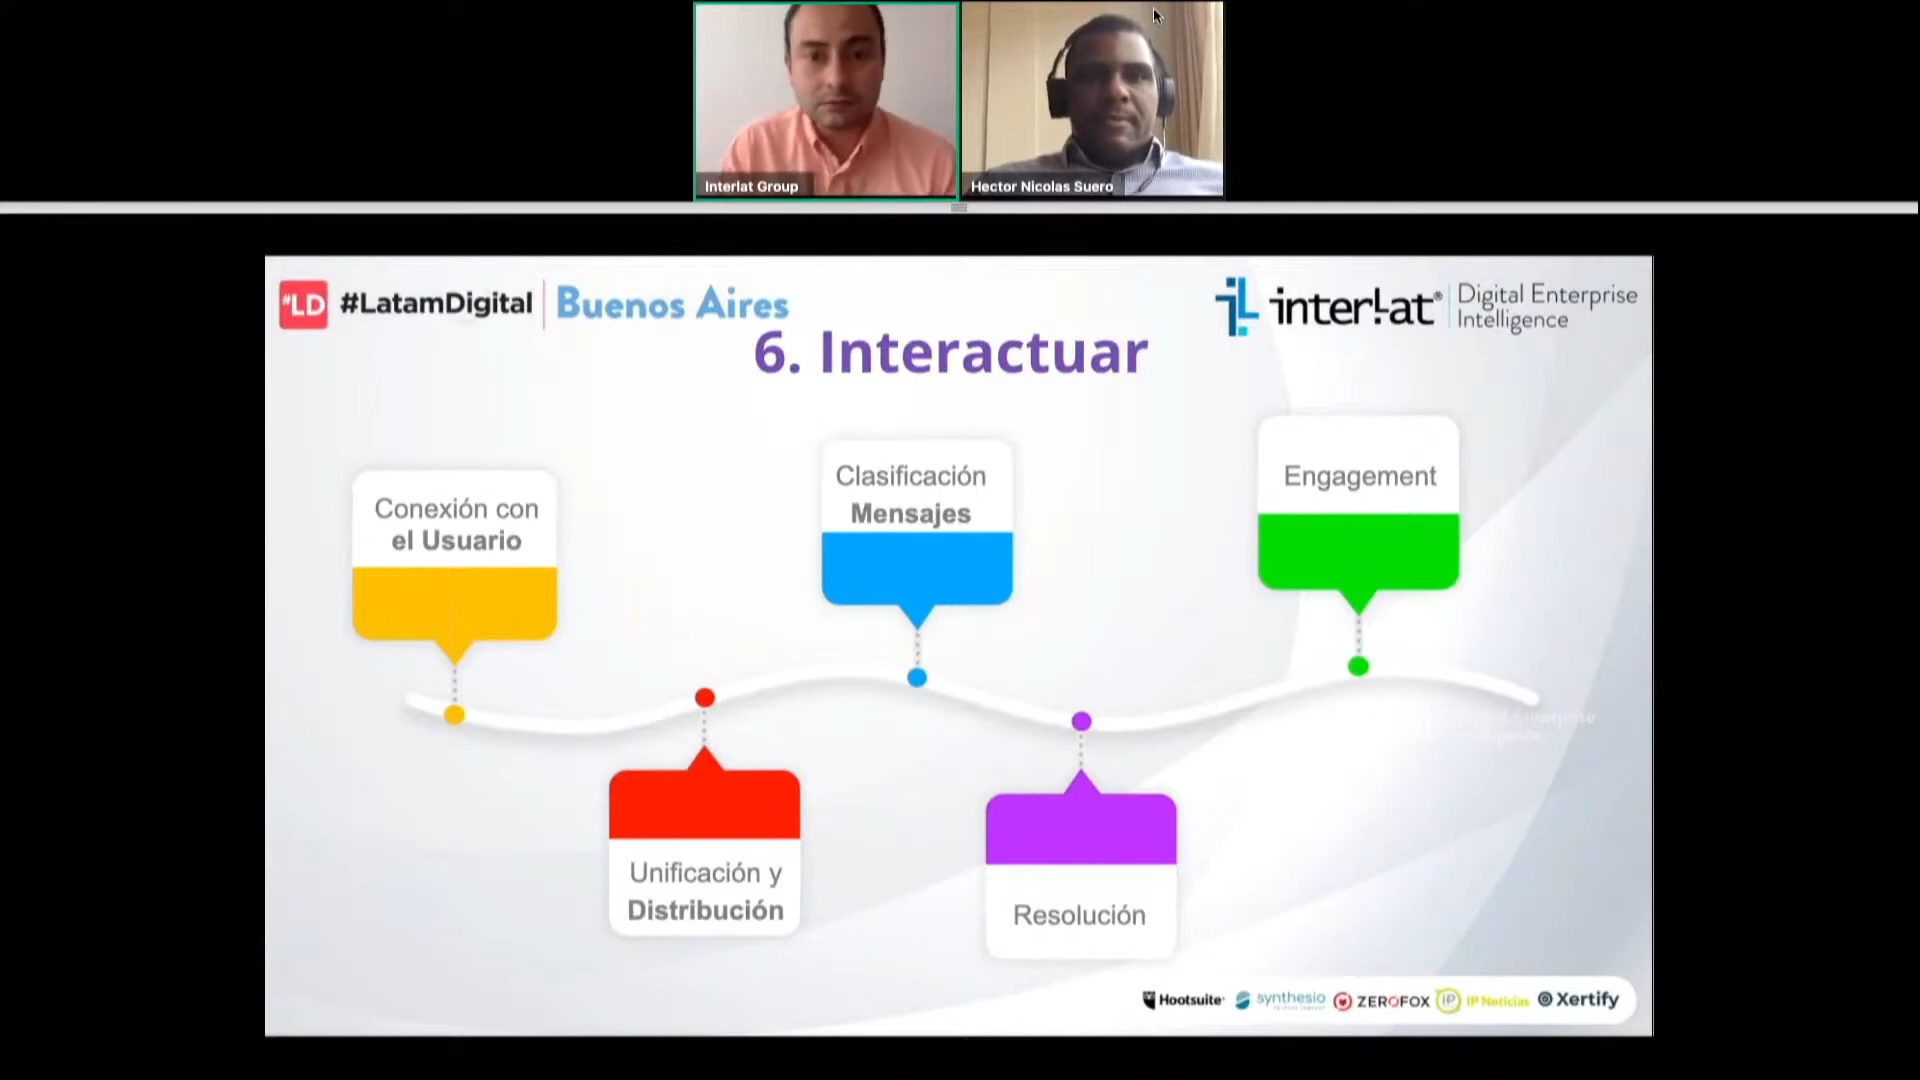 Interlat Group
Hector Nicolas Suero
#LD #LatamDigital Buenos Aires
interlat® Digital Enterprise
Intelligence
6. Interactuar
Conexión con
el Usuario
Clasificación
Mensajes
Engagement
Unificación y
Distribución
Resolución
Hootsuite synthesio ZEROFOX IP IP Noticias Xertify